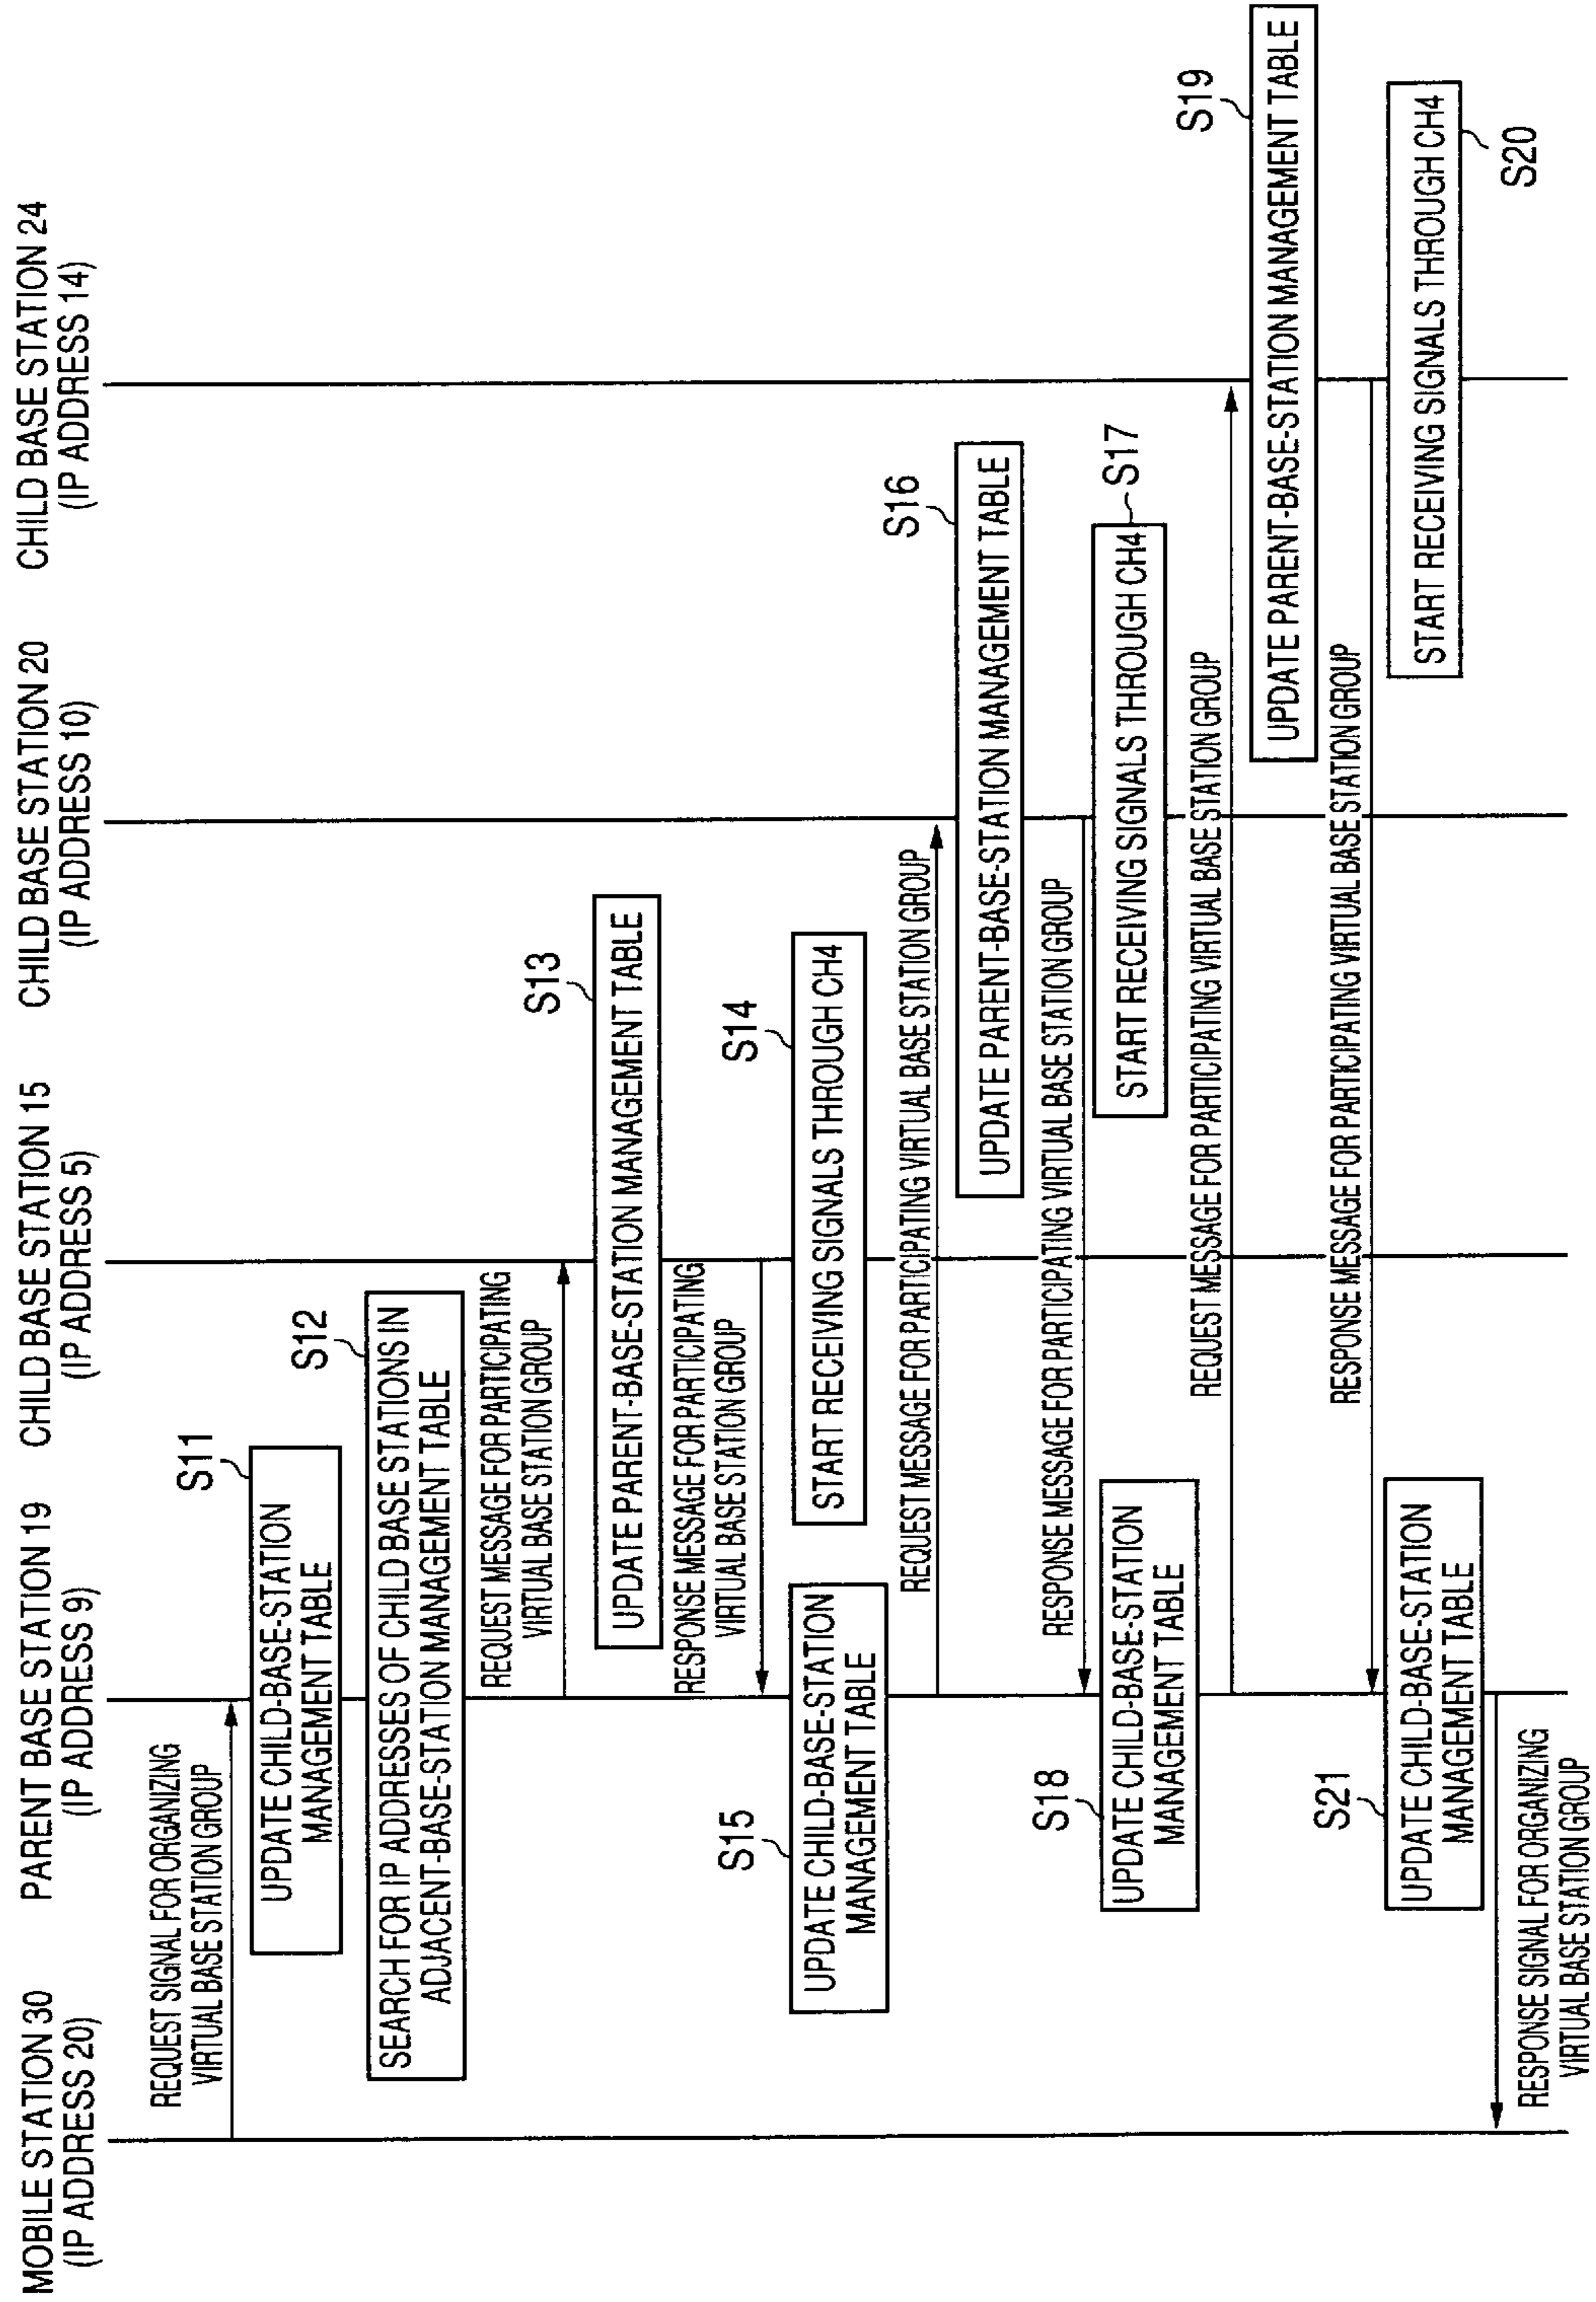 MOBILE STATION 30
(IP ADDRESS 20)
PARENT BASE STATION 19
(IP ADDRESS 9)
CHILD BASE STATION 15
(IP ADDRESS 5)
CHILD BASE STATION 20
(IP ADDRESS 10)
CHILD BASE STATION 24
(IP ADDRESS 14)
REQUEST SIGNAL FOR ORGANIZING
VIRTUAL BASE STATION GROUP
S11
UPDATE CHILD-BASE-STATION
MANAGEMENT TABLE
S12
SEARCH FOR IP ADDRESSES OF CHILD BASE STATIONS IN
ADJACENT-BASE-STATION MANAGEMENT TABLE
REQUEST MESSAGE FOR PARTICIPATING
VIRTUAL BASE STATION GROUP
S13
UPDATE PARENT-BASE-STATION MANAGEMENT TABLE
RESPONSE MESSAGE FOR PARTICIPATING
VIRTUAL BASE STATION GROUP
S14
START RECEIVING SIGNALS THROUGH CH4
S15
UPDATE CHILD-BASE-STATION
MANAGEMENT TABLE
REQUEST MESSAGE FOR PARTICIPATING VIRTUAL BASE STATION GROUP
S16
UPDATE PARENT-BASE-STATION MANAGEMENT TABLE
RESPONSE MESSAGE FOR PARTICIPATING VIRTUAL BASE STATION GROUP
S17
START RECEIVING SIGNALS THROUGH CH4
S18
UPDATE CHILD-BASE-STATION
MANAGEMENT TABLE
REQUEST MESSAGE FOR PARTICIPATING VIRTUAL BASE STATION GROUP
S19
UPDATE PARENT-BASE-STATION MANAGEMENT TABLE
RESPONSE MESSAGE FOR PARTICIPATING VIRTUAL BASE STATION GROUP
START RECEIVING SIGNALS THROUGH CH4
S20
S21
UPDATE CHILD-BASE-STATION
MANAGEMENT TABLE
RESPONSE SIGNAL FOR ORGANIZING
VIRTUAL BASE STATION GROUP